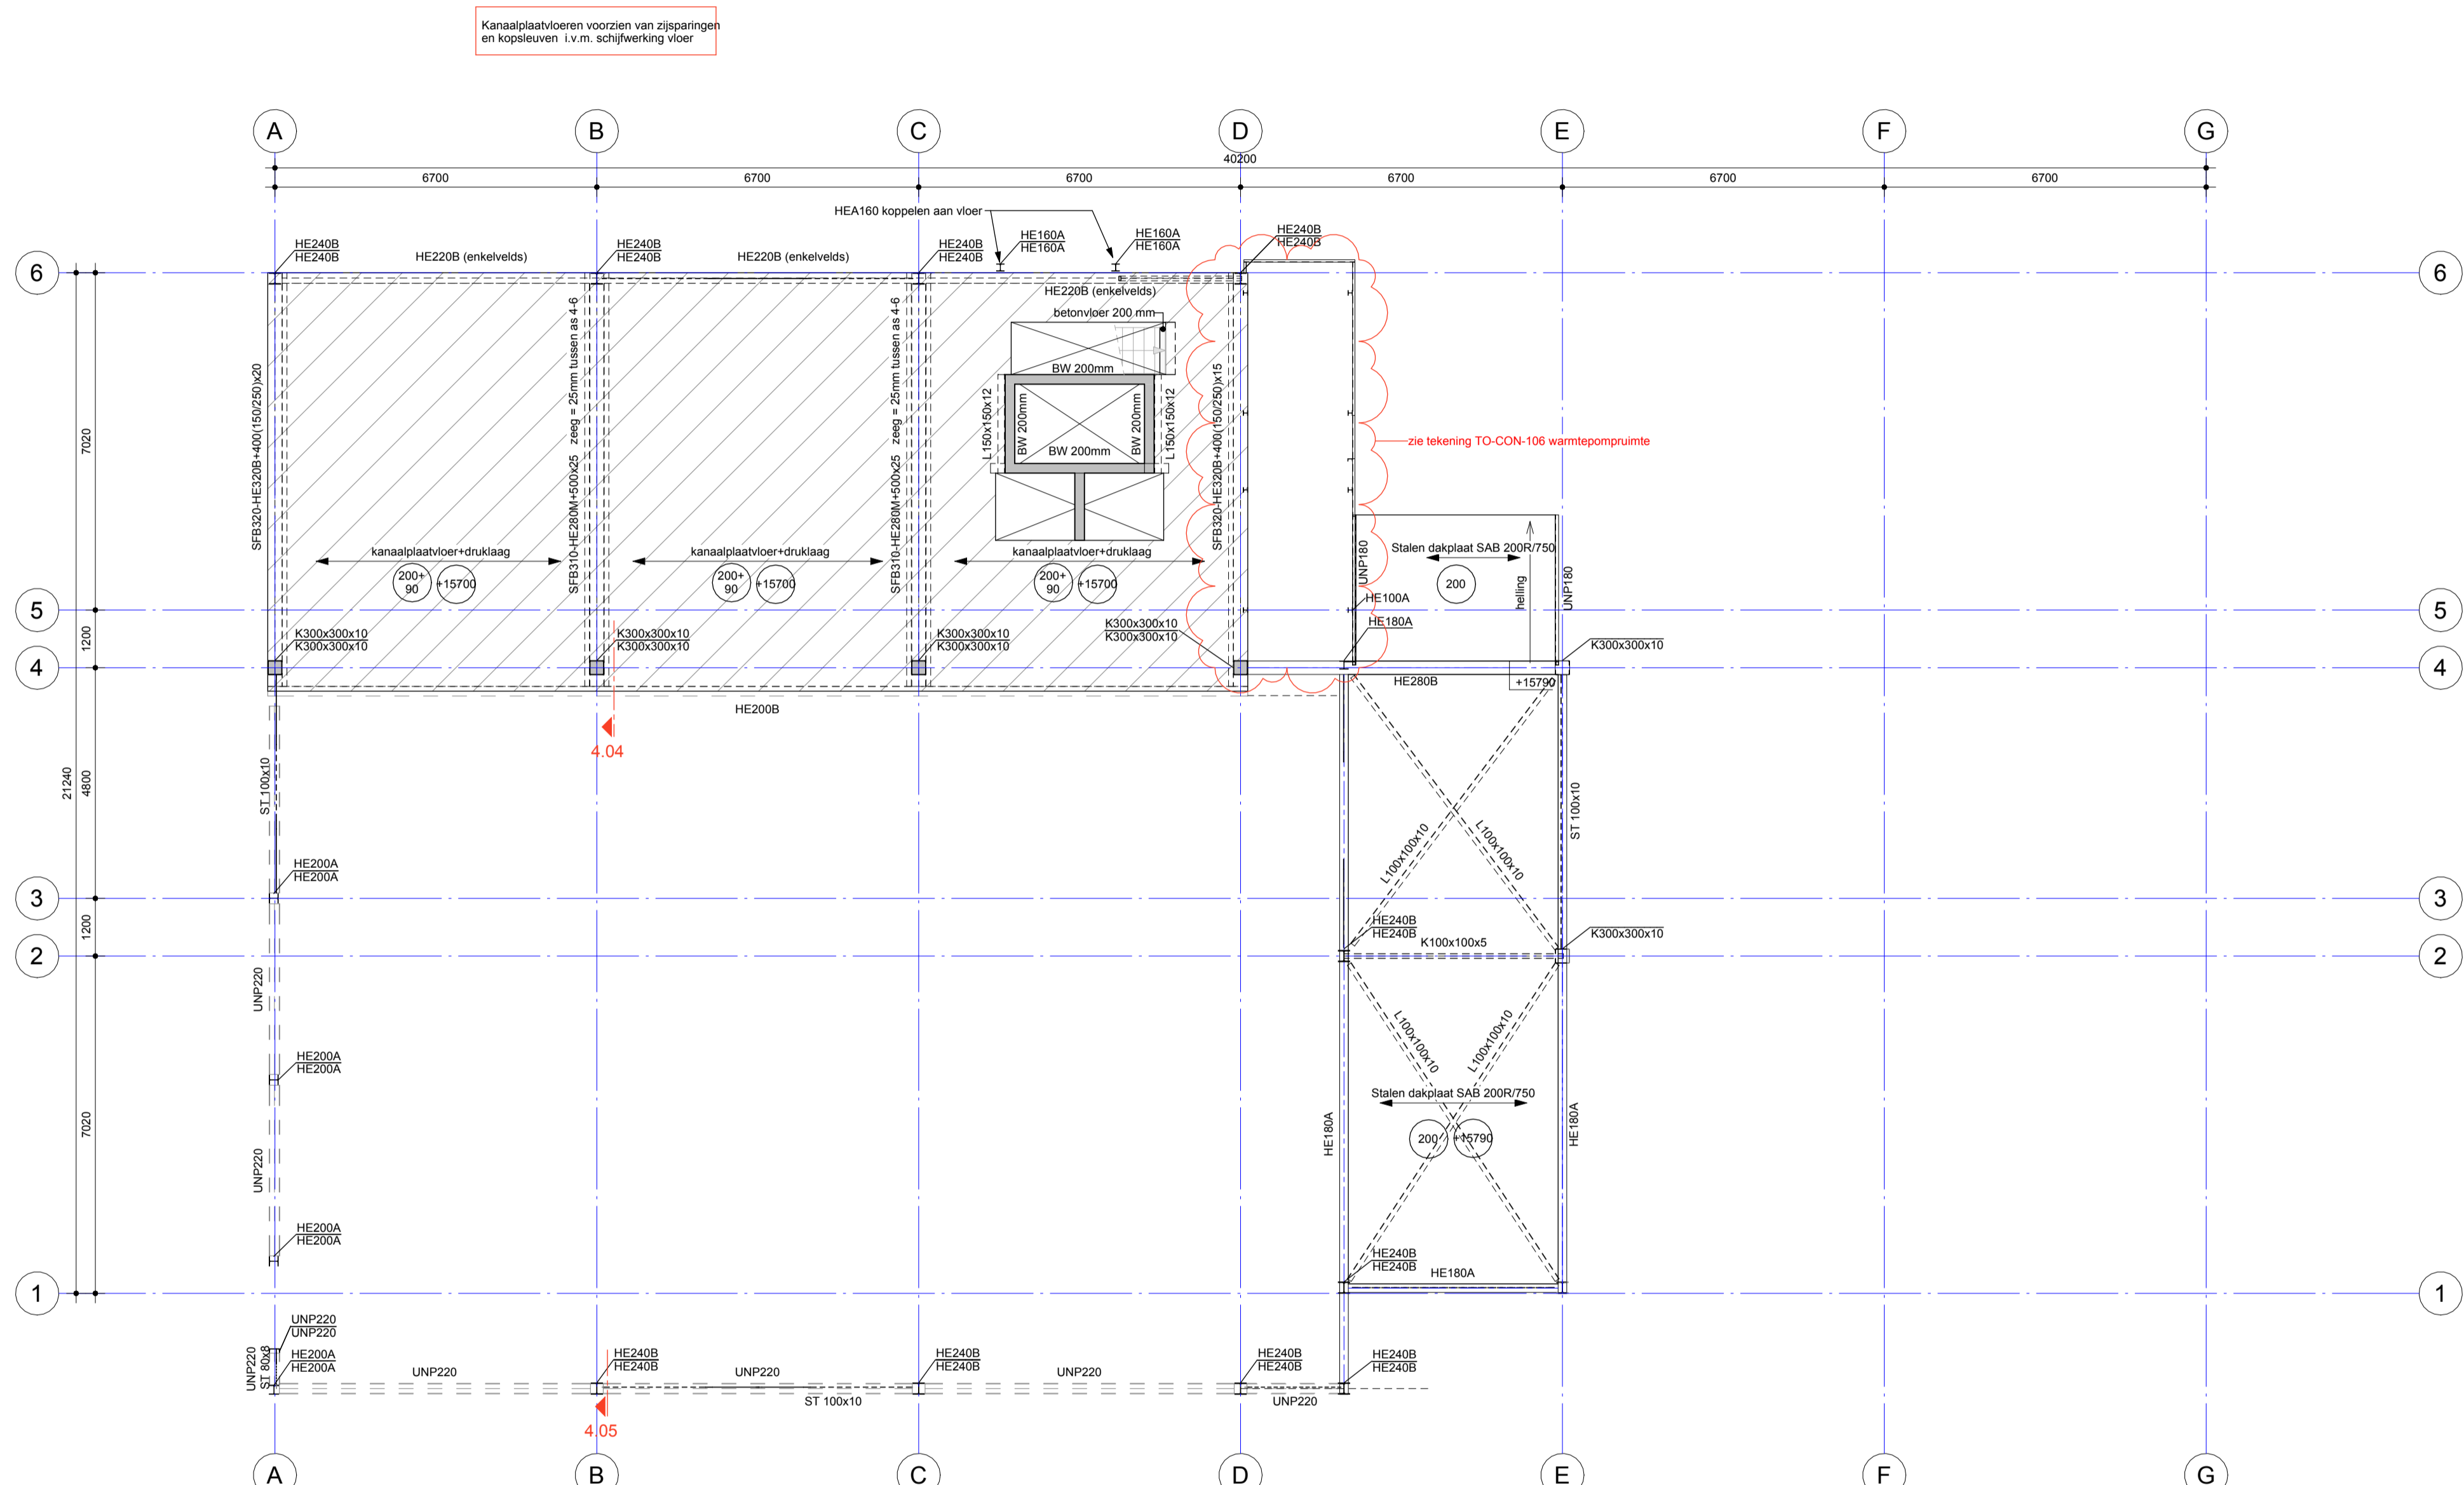 Kanaalplaatvloeren voorzien van zijsparingen
en kopsleuven i.v.m. schijfwerking vloer
A
B
C
D
E
F
G
40200
6700
6700
6700
6700
6700
6700
HEA160 koppelen aan vloer
HE240B
HE240B
HE220B (enkelvelds)
HE240B
HE240B
HE220B (enkelvelds)
HE240B
HE240B
HE160A
HE160A
HE160A
HE160A
HE240B
HE240B
6
6
HE220B (enkelvelds)
betonvloer 200 mm
SFB320-HE320B+400(150/250)x20
SFB310-HE280M+500x25 zeeg = 25mm tussen as 4-6
SFB310-HE280M+500x25 zeeg = 25mm tussen as 4-6
SFB320-HE320B+400(150/250)x15
BW 200mm
L150x150x12
BW 200mm
BW 200mm
L150x150x12
BW 200mm
7020
zie tekening TO-CON-106 warmtepompruimte
kanaalplaatvloer+druklaag
kanaalplaatvloer+druklaag
kanaalplaatvloer+druklaag
200+
90
+15700
200+
90
+15700
200+
90
+15700
UNP180
Stalen dakplaat SAB 200R/750
200
helling
UNP180
HE100A
HE180A
5
5
1200
K300x300x10
K300x300x10
K300x300x10
K300x300x10
K300x300x10
K300x300x10
K300x300x10
K300x300x10
K300x300x10
4
4
HE280B
+15790
HE200B
4.04
21240
4800
ST 100x10
ST 100x10
L100x100x10
L100x100x10
HE200A
HE200A
3
3
1200
HE240B
HE240B
K100x100x5
K300x300x10
2
2
UNP220
L100x100x10
L100x100x10
HE200A
HE200A
Stalen dakplaat SAB 200R/750
200
+15790
7020
UNP220
HE180A
HE180A
HE200A
HE200A
HE240B
HE240B
HE180A
1
1
UNP220
UNP220
UNP220
ST 80x8
HE200A
HE200A
UNP220
HE240B
HE240B
UNP220
HE240B
HE240B
UNP220
HE240B
HE240B
HE240B
HE240B
ST 100x10
UNP220
4.05
A
B
C
D
E
F
G